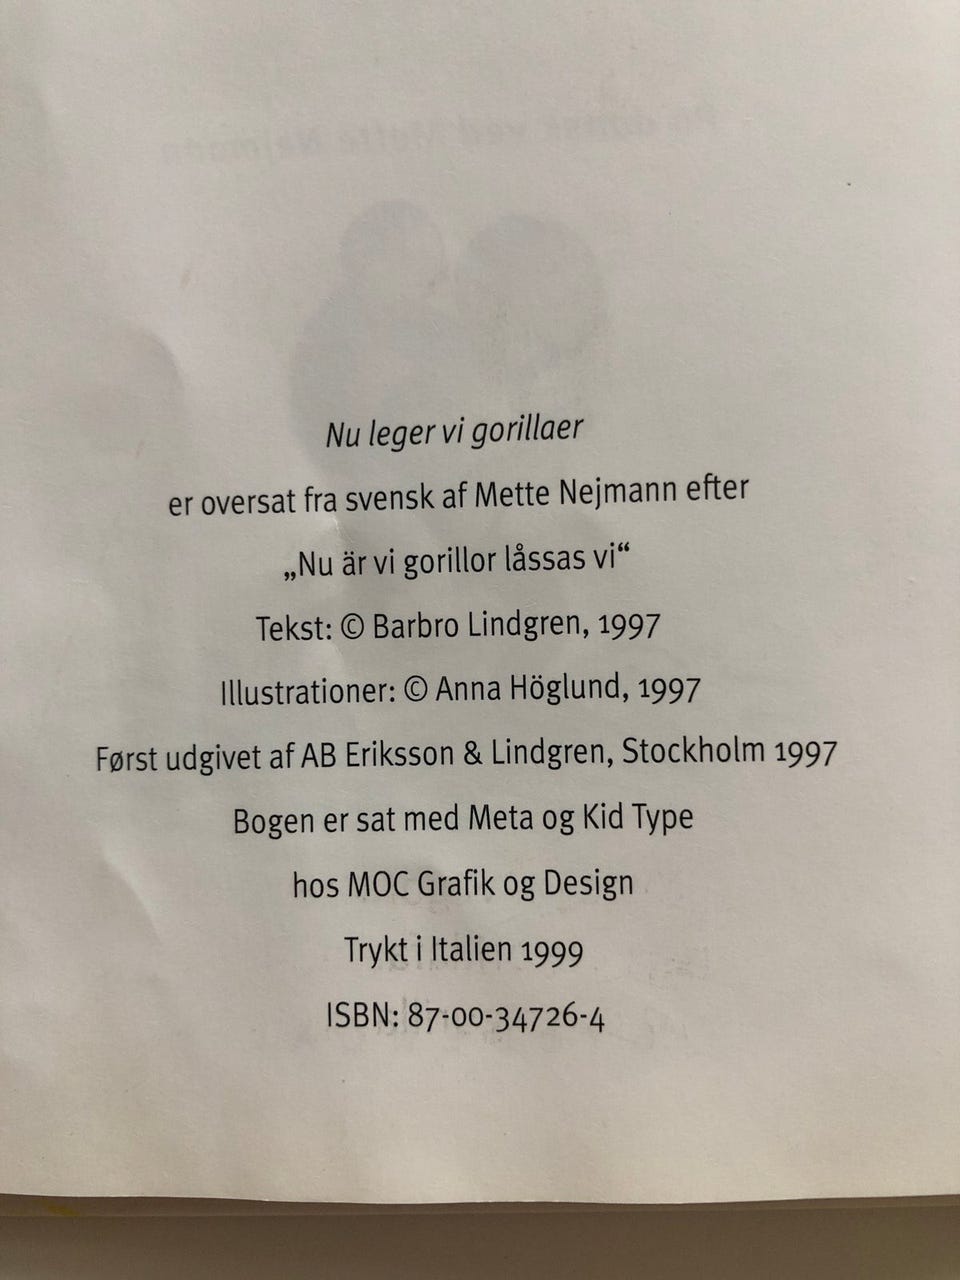 Nu leger vi gorillaer
er oversat fra svensk af Mette Nejmann efter
„Nu är vi gorillor låssas vi“
Tekst: © Barbro Lindgren, 1997
Illustrationer: © Anna Höglund, 1997
Først udgivet af AB Eriksson & Lindgren, Stockholm 1997
Bogen er sat med Meta og Kid Type
hos MOC Grafik og Design
Trykt i Italien 1999
ISBN: 87-00-34726-4